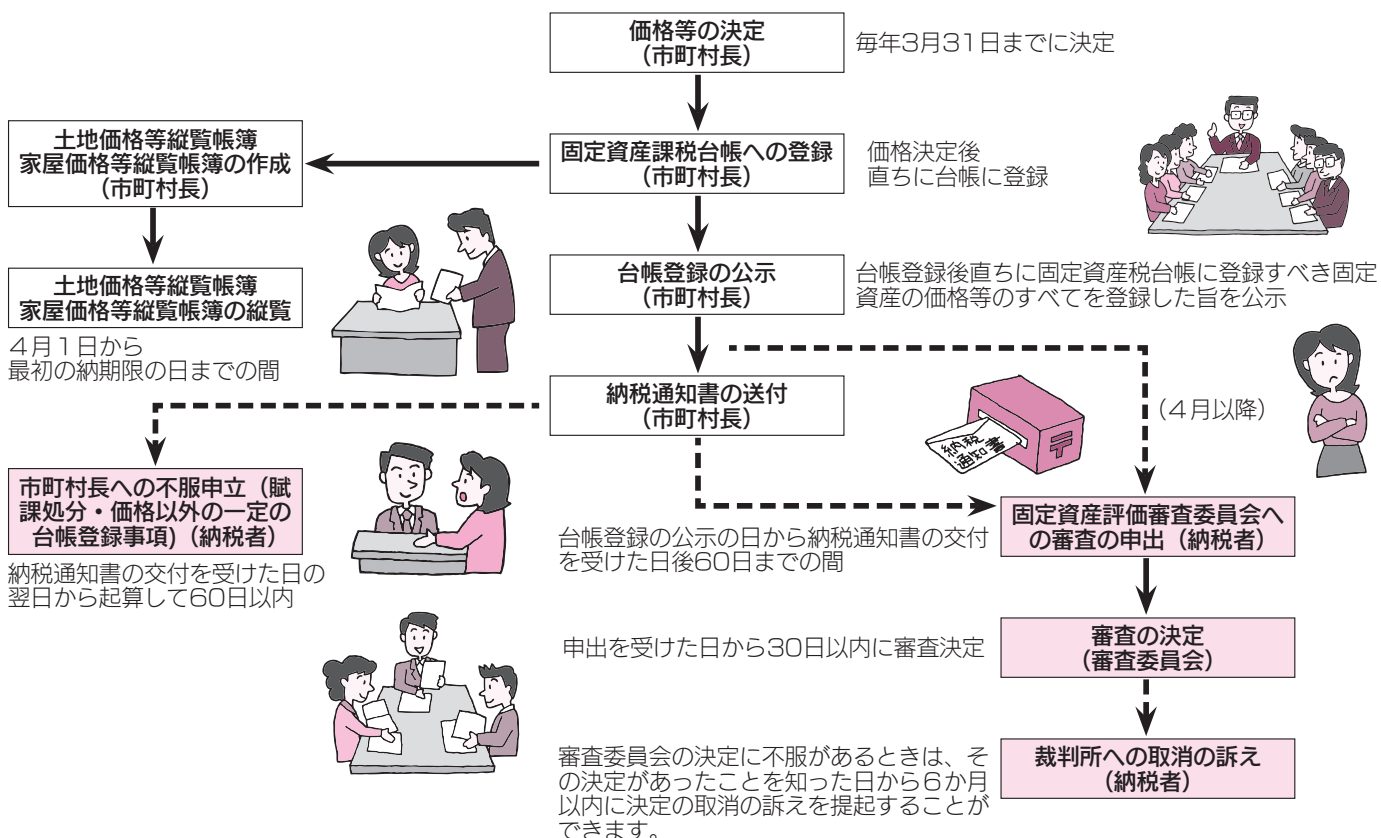 価格等の決定
（市町村長）
毎年3月31日までに決定
土地価格等縦覧帳簿
家屋価格等縦覧帳簿の作成
（市町村長）
固定資産課税台帳への登録
（市町村長）
価格決定後
直ちに台帳に登録
土地価格等縦覧帳簿
家屋価格等縦覧帳簿の縦覧
４月１日から
最初の納期限の日までの間
台帳登録の公示
（市町村長）
台帳登録後直ちに固定資産税台帳に登録すべき固定
資産の価格等のすべてを登録した旨を公示
納税通知書の送付
（市町村長）
納税
通知書
〒
（４月以降）
市町村長への不服申立（賦
課処分・価格以外の一定の
台帳登録事項)（納税者）
納税通知書の交付を受けた日の
翌日から起算して60日以内
台帳登録の公示の日から納税通知書の交付
を受けた日後60日までの間
固定資産評価審査委員会へ
の審査の申出（納税者）
申出を受けた日から30日以内に審査決定
審査の決定
（審査委員会）
審査委員会の決定に不服があるときは、そ
の決定があったことを知った日から６か月
以内に決定の取消の訴えを提起することが
できます。
裁判所への取消の訴え
（納税者）